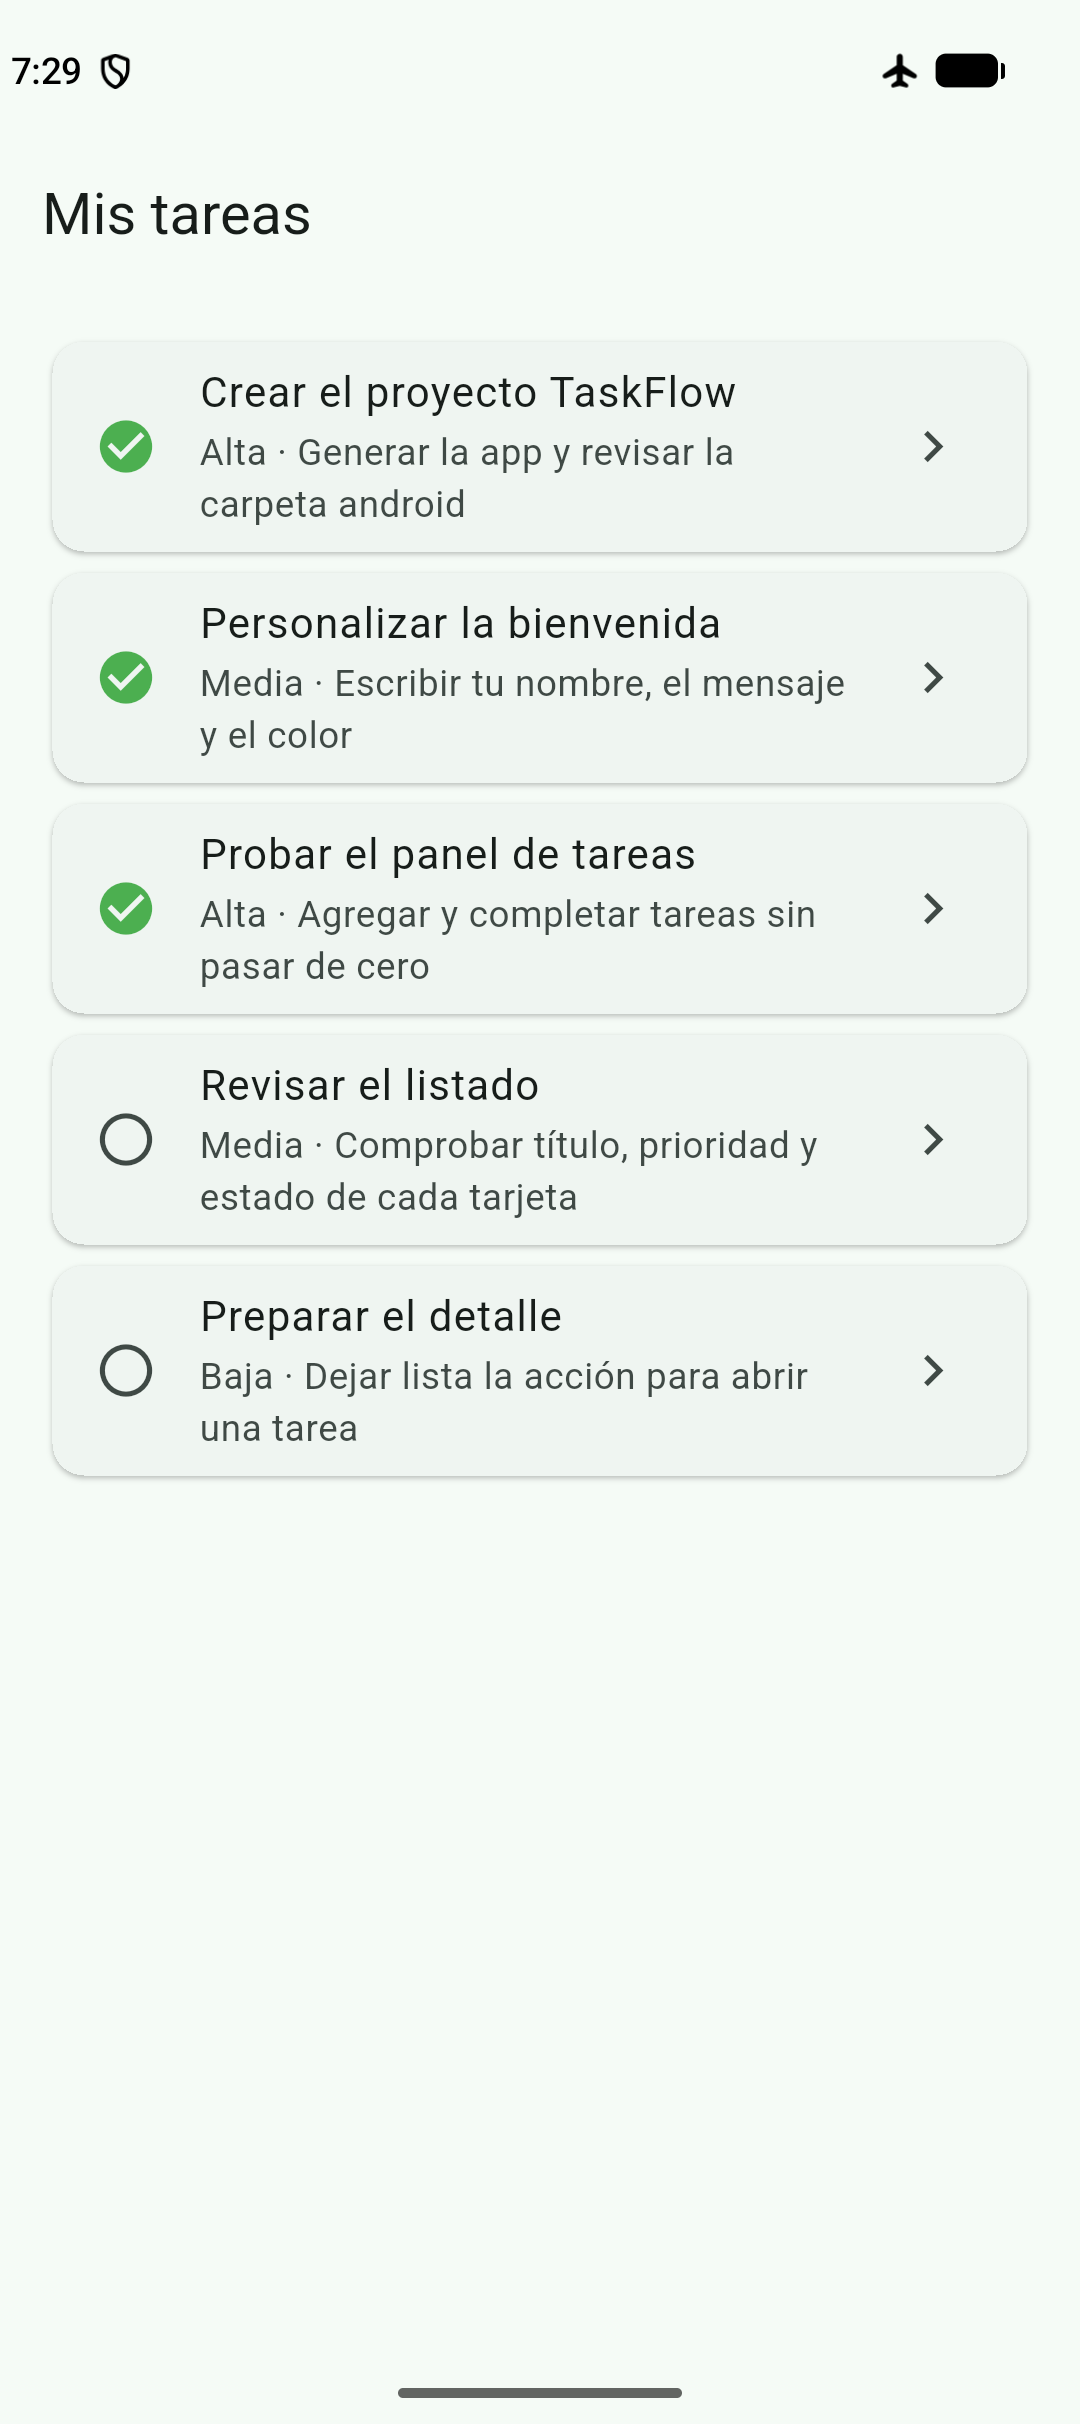 7:29
Mis tareas
Crear el proyecto TaskFlow
Alta · Generar la app y revisar la
carpeta android
Personalizar la bienvenida
Media · Escribir tu nombre, el mensaje
y el color
Probar el panel de tareas
Alta · Agregar y completar tareas sin
pasar de cero
Revisar el listado
Media · Comprobar título, prioridad y
estado de cada tarjeta
Preparar el detalle
Baja · Dejar lista la acción para abrir
una tarea